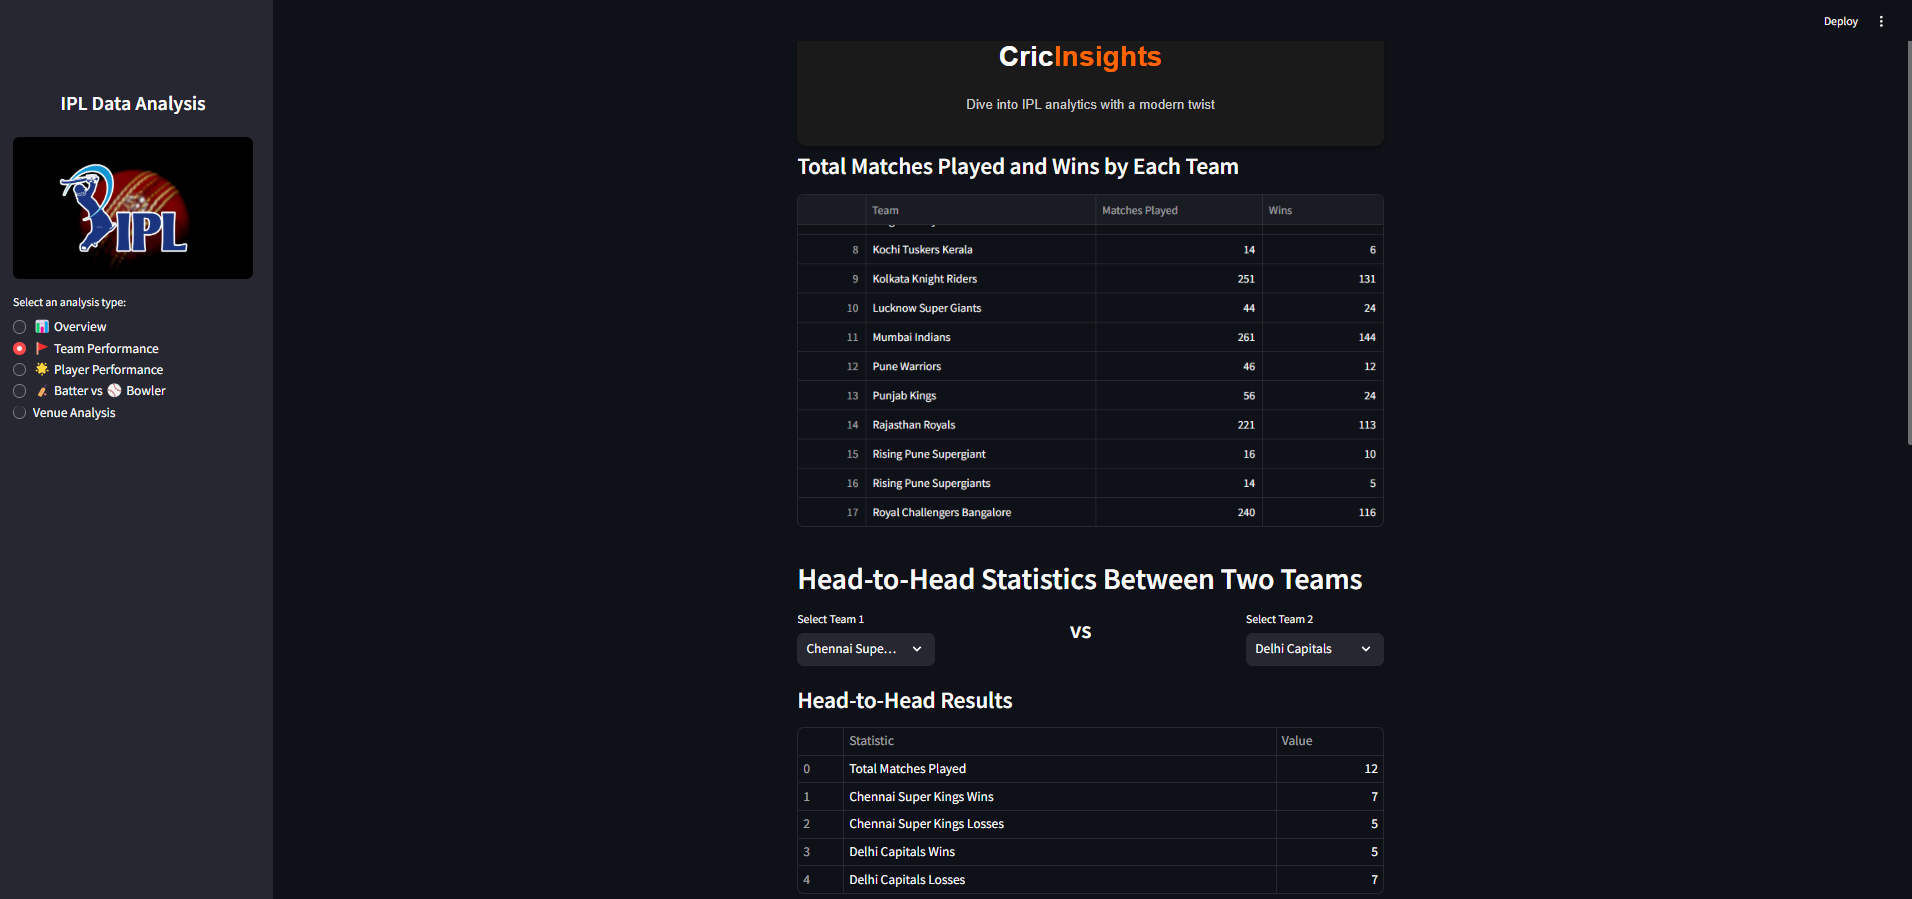 Deploy
IPL Data Analysis
IPL
Select an analysis type:
Overview
Team Performance
Player Performance
Batter vs Bowler
Venue Analysis
CricInsights
Dive into IPL analytics with a modern twist
Total Matches Played and Wins by Each Team
Team Matches Played Wins
8 Kochi Tuskers Kerala 14 6
9 Kolkata Knight Riders 251 131
10 Lucknow Super Giants 44 24
11 Mumbai Indians 261 144
12 Pune Warriors 46 12
13 Punjab Kings 56 24
14 Rajasthan Royals 221 113
15 Rising Pune Supergiant 16 10
16 Rising Pune Supergiants 14 5
17 Royal Challengers Bangalore 240 116
Head-to-Head Statistics Between Two Teams
Select Team 1
Chennai Supe...
VS
Select Team 2
Delhi Capitals
Head-to-Head Results
Statistic Value
0 Total Matches Played 12
1 Chennai Super Kings Wins 7
2 Chennai Super Kings Losses 5
3 Delhi Capitals Wins 5
4 Delhi Capitals Losses 7